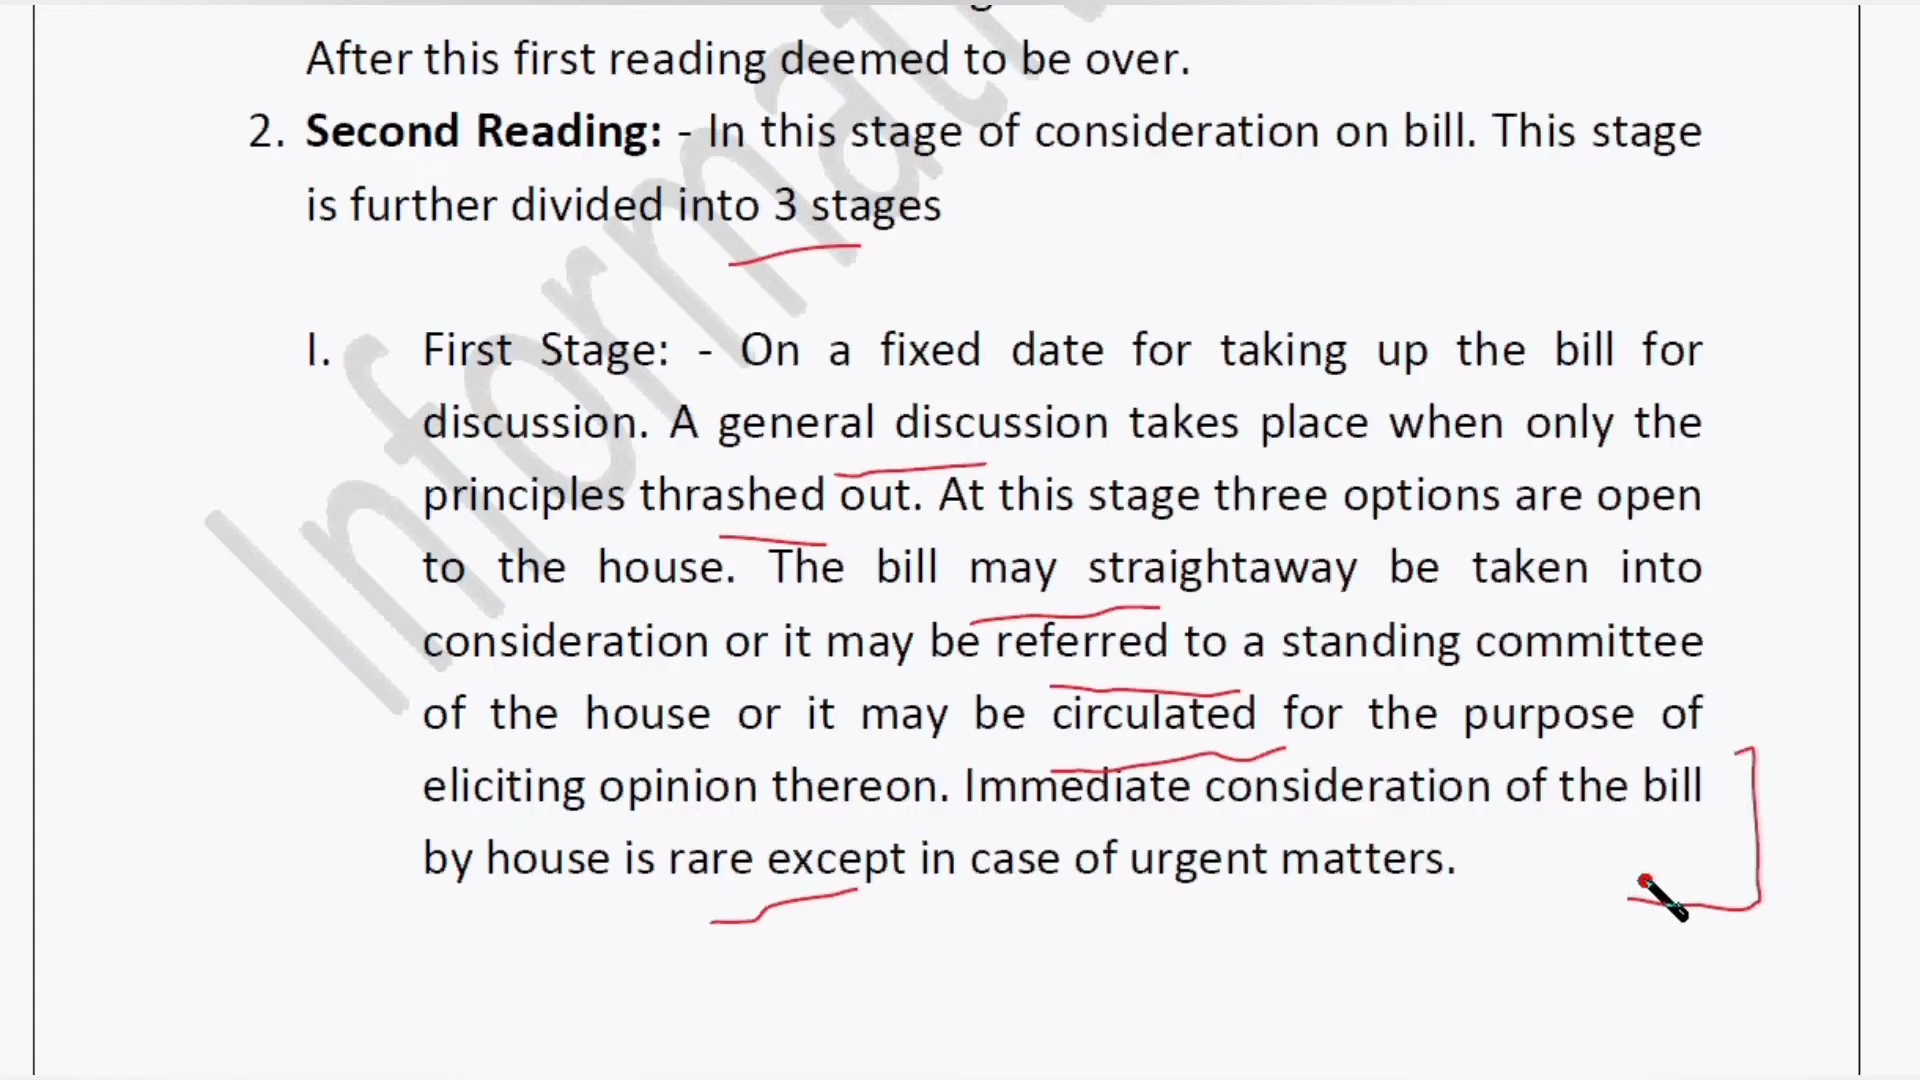 After this first reading deemed to be over.
2. Second Reading: - In this stage of consideration on bill. This stage
is further divided into 3 stages
I. First Stage: - On a fixed date for taking up the bill for
discussion. A general discussion takes place when only the
principles thrashed out. At this stage three options are open
to the house. The bill may straightaway be taken into
consideration or it may be referred to a standing committee
of the house or it may be circulated for the purpose of
eliciting opinion thereon. Immediate consideration of the bill
by house is rare except in case of urgent matters.